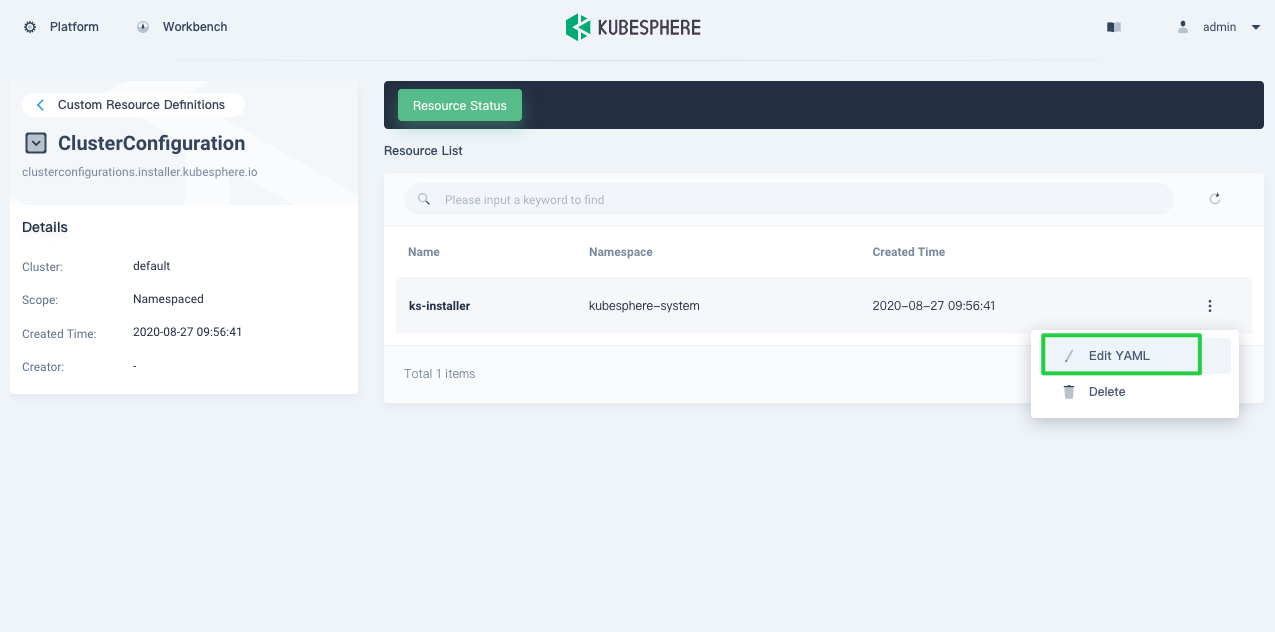 Platform
Workbench
KUBESPHERE
admin
Custom Resource Definitions
ClusterConfiguration
clusterconfigurations.installer.kubesphere.io
Details
Cluster: default
Scope: Namespaced
Created Time: 2020-08-27 09:56:41
Creator: -
Resource Status
Resource List
Please input a keyword to find
Name Namespace Created Time
ks-installer kubesphere-system 2020-08-27 09:56:41
Edit YAML
Delete
Total 1 items